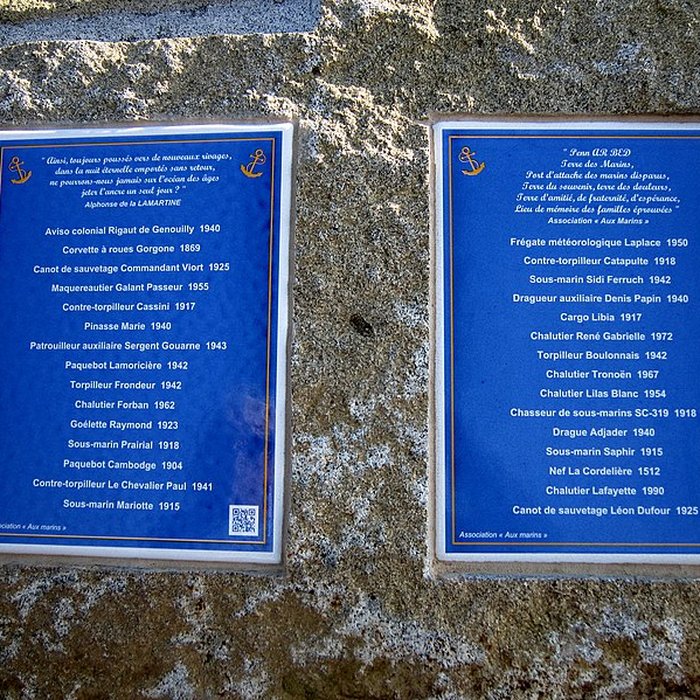 " Ainsi, toujours poussés vers de nouveaux rivages,
dans la nuit éternelle emportés sans retour,
ne pourrons-nous jamais sur l'océan des âges
jeter l'ancre un seul jour ? "
Alphonse de la LAMARTINE
Aviso colonial Rigaut de Genouilly 1940
Corvette à roues Gorgone 1869
Canot de sauvetage Commandant Viort 1925
Maquereautier Galant Passeur 1955
Contre-torpilleur Cassini 1917
Pinasse Marie 1940
Patrouilleur auxiliaire Sergent Gouarne 1943
Paquebot Lamoricière 1942
Torpilleur Frondeur 1942
Chalutier Forban 1962
Goélette Raymond 1923
Sous-marin Prairial 1918
Paquebot Cambodge 1904
Contre-torpilleur Le Chevalier Paul 1941
Sous-marin Mariotte 1915
ociation « Aux marins »
" Penn AR BED
Terre des Marins,
Port d'attache des marins disparus,
Terre du souvenir, terre des douleurs,
Terre d'amitié, de fraternité, d'espérance,
Lieu de mémoire des familles éprouvées "
Association « Aux Marins »
Frégate météorologique Laplace 1950
Contre-torpilleur Catapulte 1918
Sous-marin Sidi Ferruch 1942
Dragueur auxiliaire Denis Papin 1940
Cargo Libia 1917
Chalutier René Gabrielle 1972
Torpilleur Boulonnais 1942
Chalutier Tronoën 1967
Chalutier Lilas Blanc 1954
Chasseur de sous-marins SC-319 1918
Drague Adjader 1940
Sous-marin Saphir 1915
Nef La Cordelière 1512
Chalutier Lafayette 1990
Canot de sauvetage Léon Dufour 1925
Association « Aux marins »